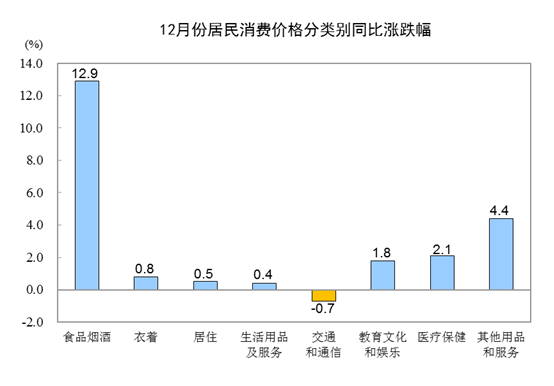 12月份居民消费价格分类别同比涨跌幅
(%)
14.0
12.0
10.0
8.0
6.0
4.0
2.0
0.0
-2.0
12.9
0.8
0.5
0.4
-0.7
1.8
2.1
4.4
食品烟酒
衣着
居住
生活用品
及服务
交通
和通信
教育文化
和娱乐
医疗保健
其他用品
和服务